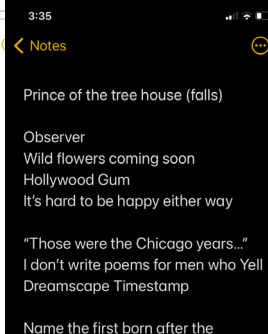 3:35
Notes
Prince of the tree house (falls)
Observer
Wild flowers coming soon
Hollywood Gum
It's hard to be happy either way
“Those were the Chicago years...”
I don't write poems for men who Yell
Dreamscape Timestamp
Name the first born after the